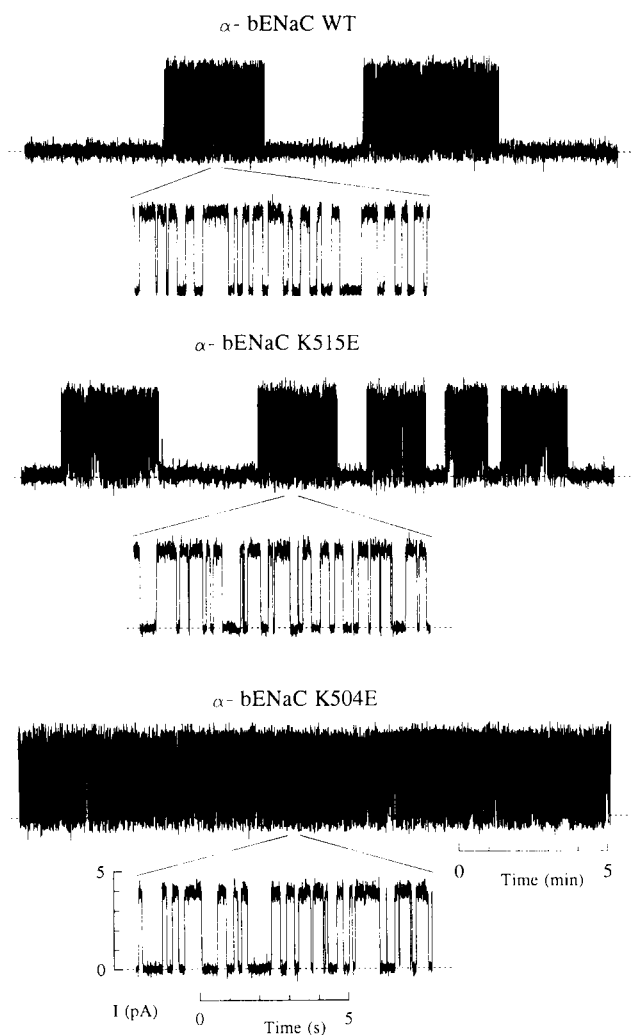 α- bENaC WT
α- bENaC K515E
α- bENaC K504E
0 5
Time (min)
5
0
I (pA)
0 5
Time (s)